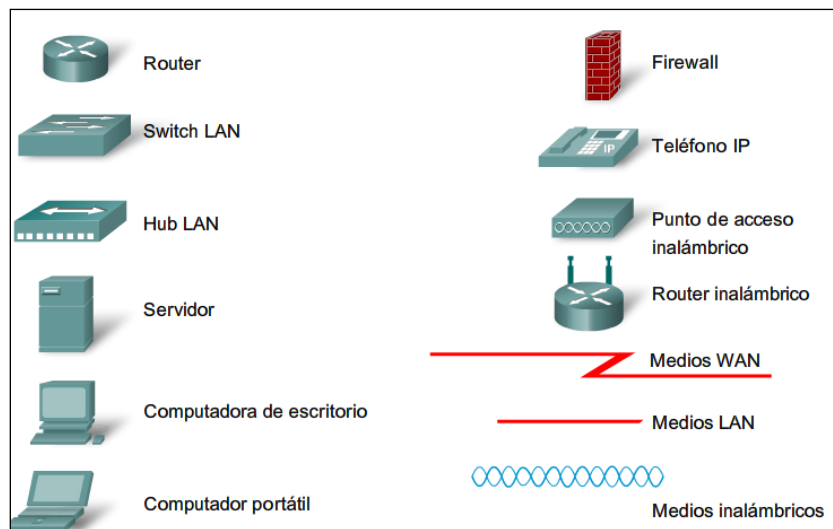 Router
Switch LAN
Hub LAN
Servidor
Computadora de escritorio
Computador portátil
Firewall
IP
Teléfono IP
Punto de acceso
inalámbrico
Router inalámbrico
Medios WAN
Medios LAN
Medios inalámbricos